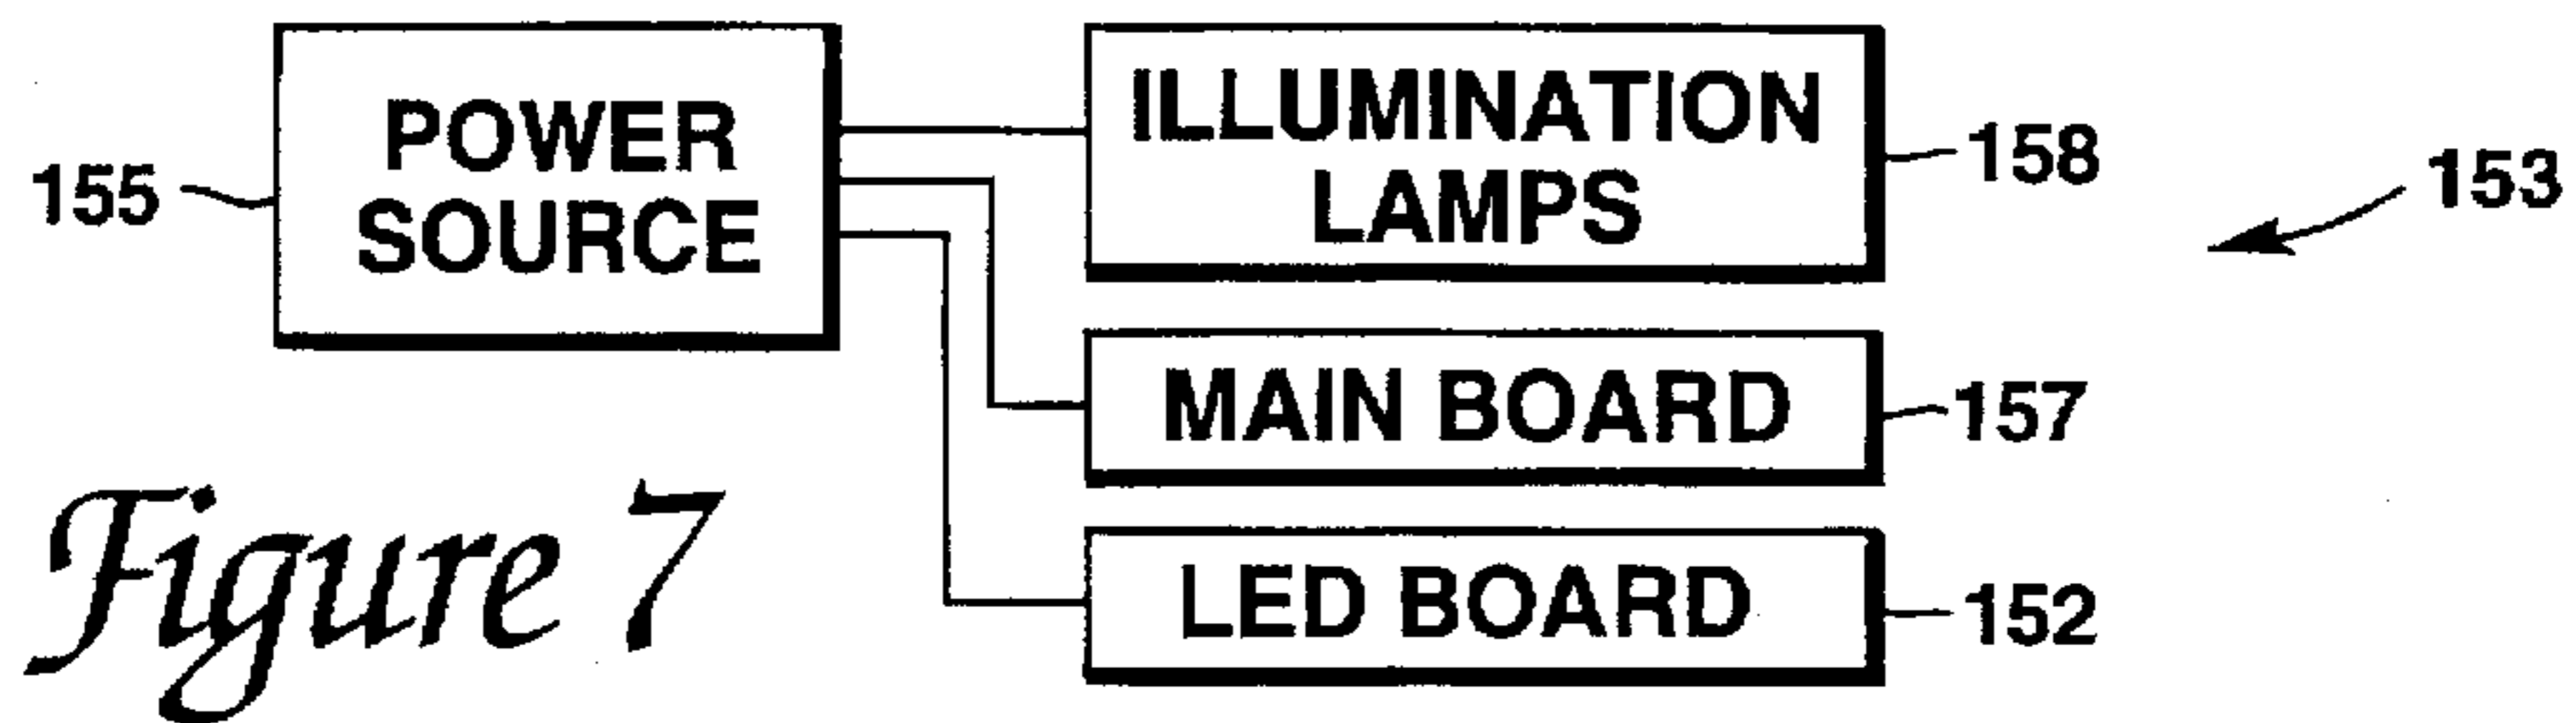 155
POWER
SOURCE
ILLUMINATION
LAMPS
158
153
MAIN BOARD
157
LED BOARD
152
Figure 7